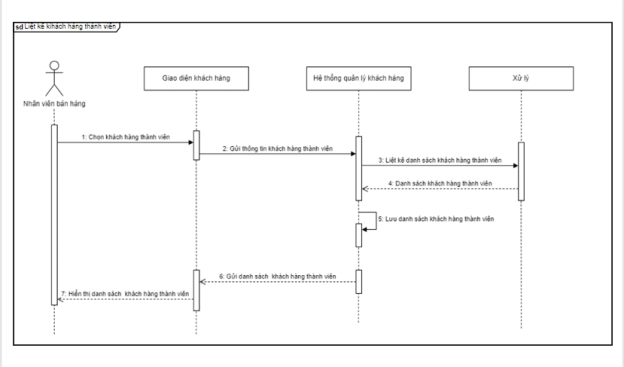 sd Liệt kê khách hàng thành viên
Giao diện khách hàng
Hệ thống quản lý khách hàng
Xử lý
Nhân viên bán hàng
1: Chọn khách hàng thành viên
2: Gửi thông tin khách hàng thành viên
3: Liệt kê danh sách khách hàng thành viên
4: Danh sách khách hàng thành viên
5: Lưu danh sách khách hàng thành viên
6: Gửi danh sách khách hàng thành viên
7: Hiển thị danh sách khách hàng thành viên